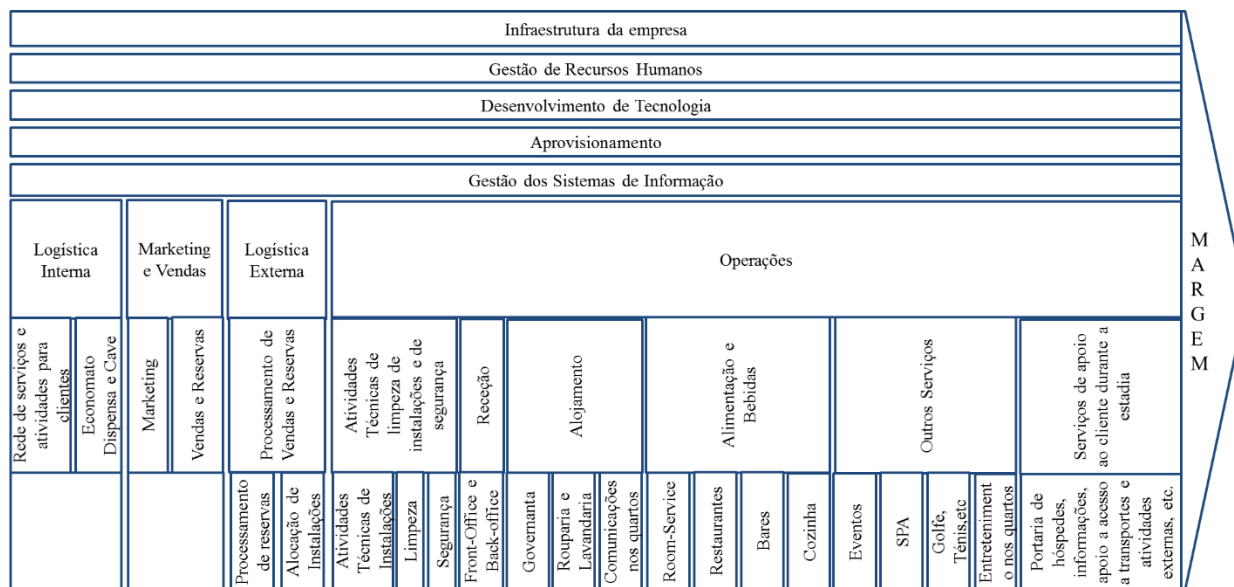 Infraestrutura da empresa
Gestão de Recursos Humanos
Desenvolvimento de Tecnologia
Aprovisionamento
Gestão dos Sistemas de Informação
Logística
Interna
Marketing
e Vendas
Logística
Externa
Operações
Rede de serviços e
atividades para
clientes
Economato
Dispensa e Cave
Marketing
Vendas e Reservas
Processamento de
Vendas e Reservas
Atividades
Técnicas de
limpeza de
instalações e de
segurança
Receção
Alojamento
Alimentação e
Bebidas
Outros Serviços
Serviços de apoio
ao cliente durante a
estadia
Processamento
de reservas
Alocação de
Instalações
Atividades
Técnicas de
Instalações
Limpeza
Segurança
Front-Office e
Back-office
Governanta
Rouparia e
Lavandaria
Comunicações
nos quartos
Room-Service
Restaurantes
Bares
Cozinha
Eventos
SPA
Golfe,
Ténis,etc
Entreteniment
o nos quartos
Portaria de
hóspedes,
informações,
apoio a acesso
a transportes e
atividades
externas, etc.
M
A
R
G
E
M